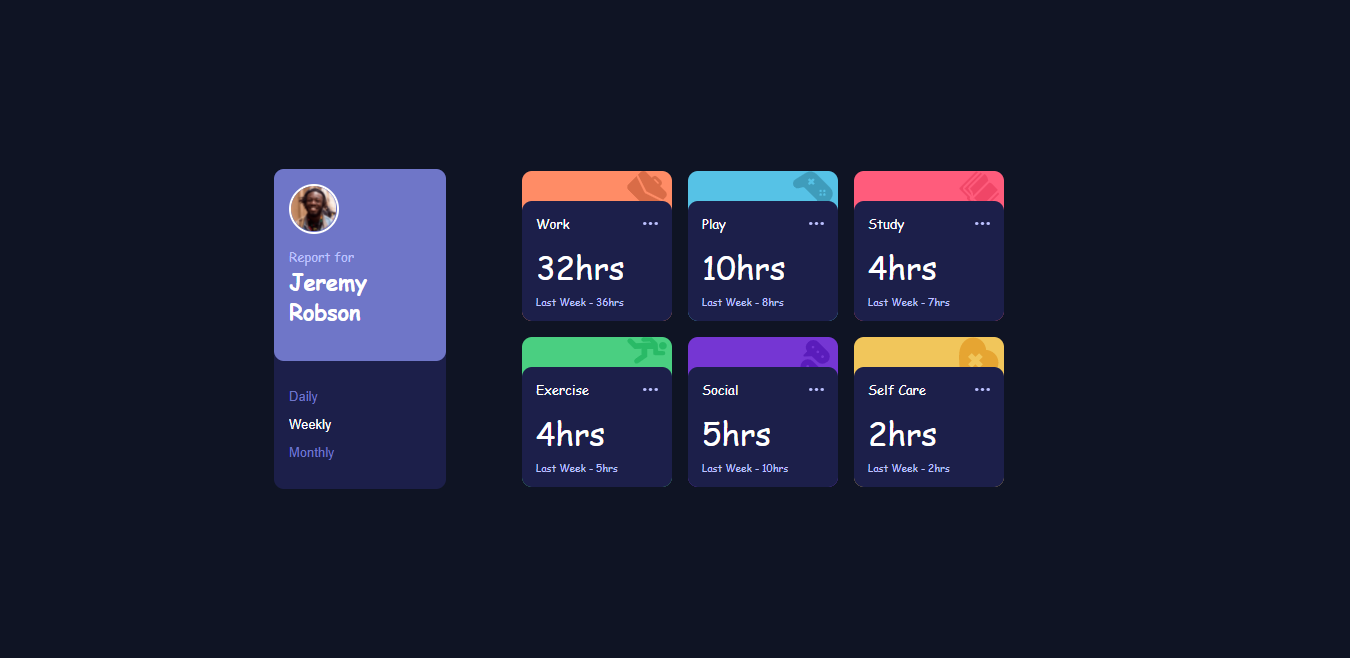 Report for
Jeremy
Robson
Daily
Weekly
Monthly
Work
32hrs
Last Week - 36hrs
Play
10hrs
Last Week - 8hrs
Study
4hrs
Last Week - 7hrs
Exercise
4hrs
Last Week - 5hrs
Social
5hrs
Last Week - 10hrs
Self Care
2hrs
Last Week - 2hrs